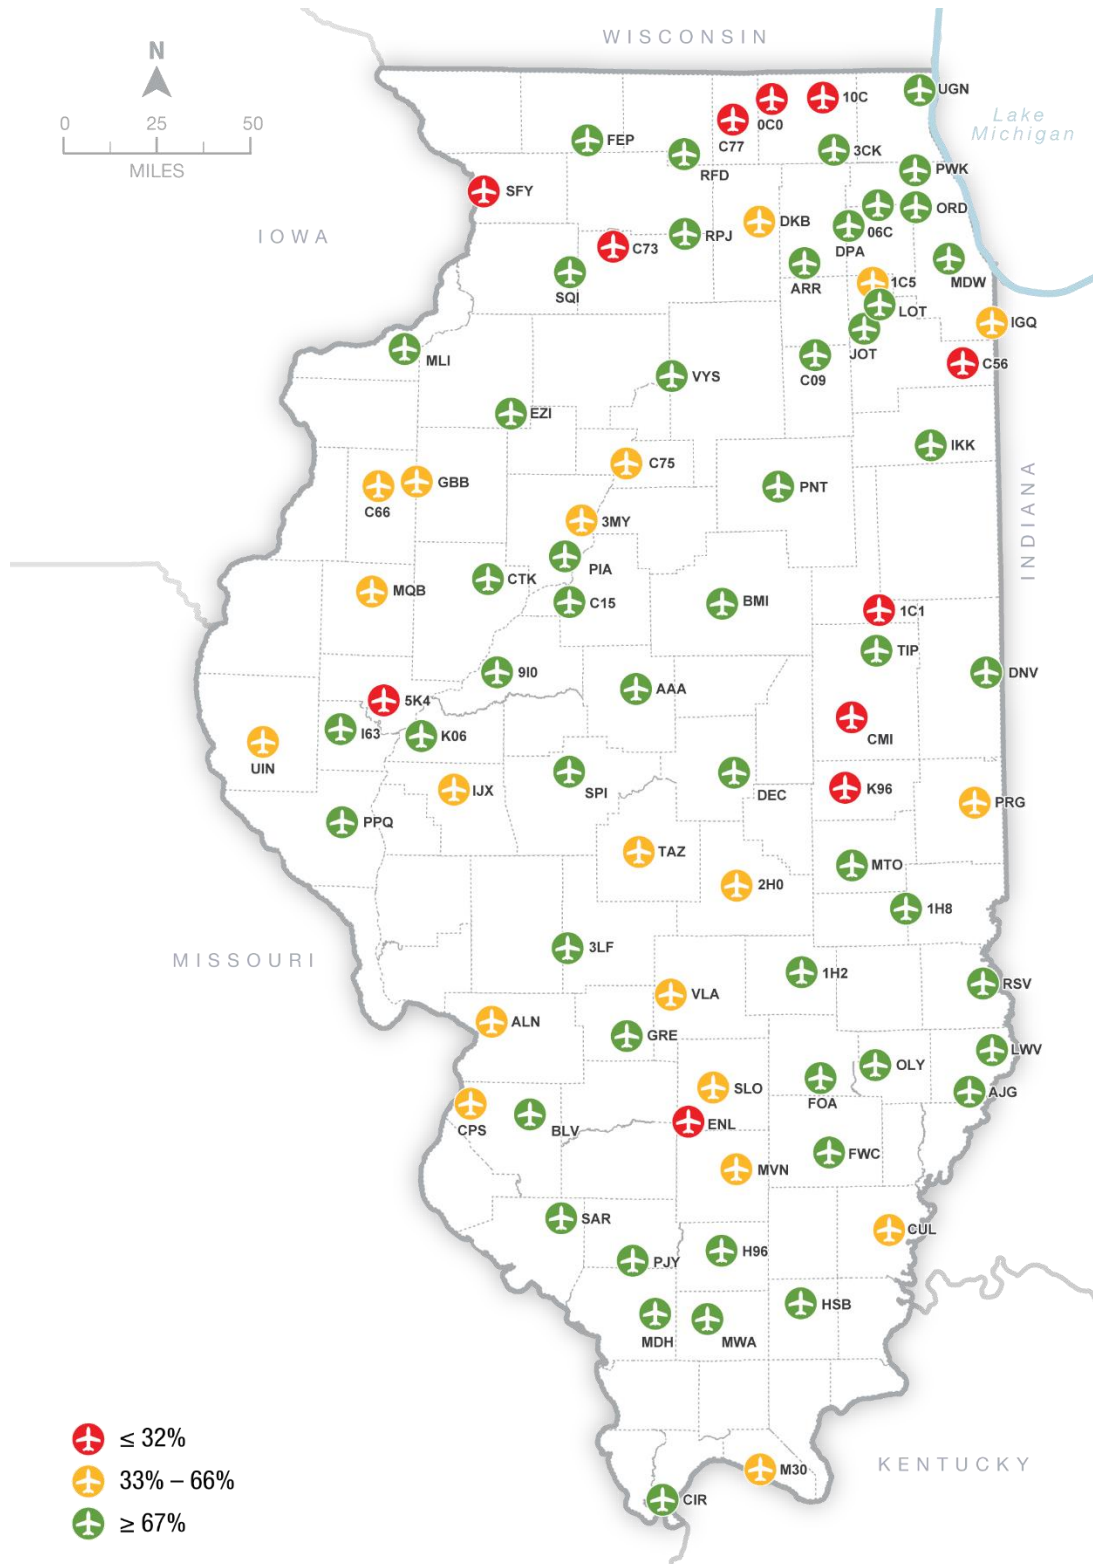 WISCONSIN
N
0 25 50
MILES
Lake
Michigan
IOWA
INDIANA
MISSOURI
KENTUCKY
UGN
10C
0C0
C77
FEP
RFD
3CK
PWK
SFY
ORD
06C
DKB
RPJ
DPA
C73
MDW
ARR
SQI
1C5
LOT
IGQ
JOT
MLI
C09
C56
VYS
EZI
IKK
C75
GBB
PNT
C66
3MY
PIA
CTK
MQB
C15
BMI
1C1
TIP
9I0
DNV
AAA
5K4
I63
K06
CMI
UIN
SPI
DEC
IJX
K96
PRG
PPQ
TAZ
MTO
2H0
1H8
3LF
1H2
RSV
VLA
ALN
GRE
LWV
OLY
SLO
FOA
AJG
CPS
BLV
ENL
FWC
MVN
SAR
CUL
H96
PJY
HSB
MDH
MWA
M30
CIR
≤ 32%
33% – 66%
≥ 67%